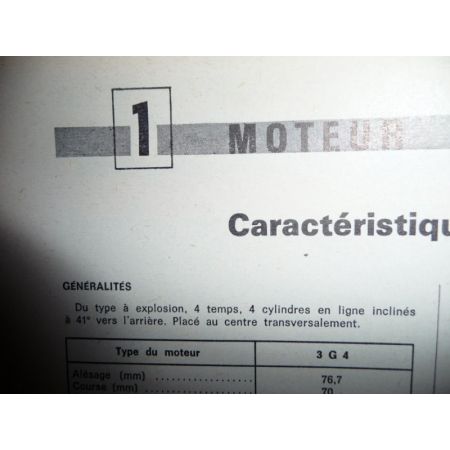 1 MOTEUR
Caractéristiqu
GÉNÉRALITÉS
Du type à explosion, 4 temps, 4 cylindres en ligne inclinés
à 41° vers l'arrière. Placé au centre transversalement.
Type du moteur 3 G 4
Alésage (mm) .................. 76,7
Course (mm) .................. 70